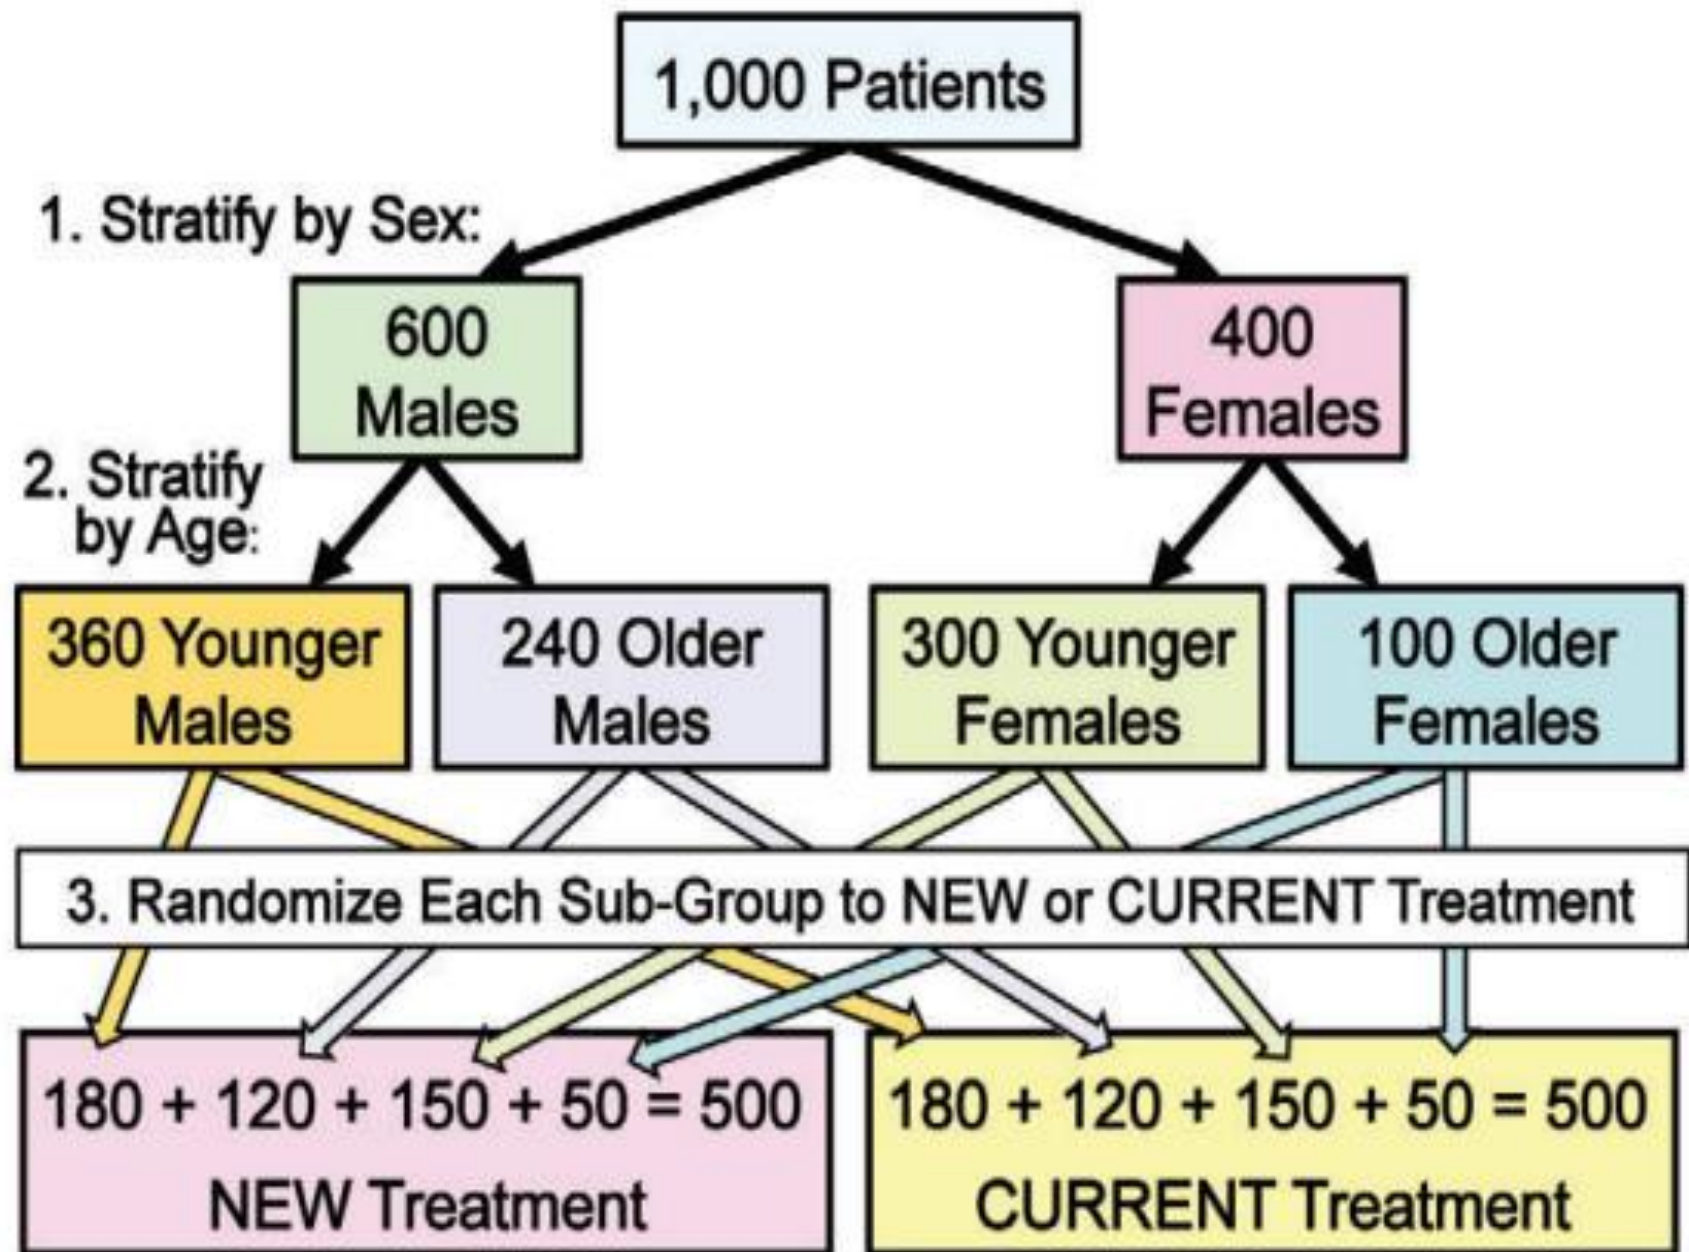 1,000 Patients
1. Stratify by Sex:
600
Males
400
Females
2. Stratify
by Age:
360 Younger
Males
240 Older
Males
300 Younger
Females
100 Older
Females
3. Randomize Each Sub-Group to NEW or CURRENT Treatment
180 + 120 + 150 + 50 = 500
NEW Treatment
180 + 120 + 150 + 50 = 500
CURRENT Treatment